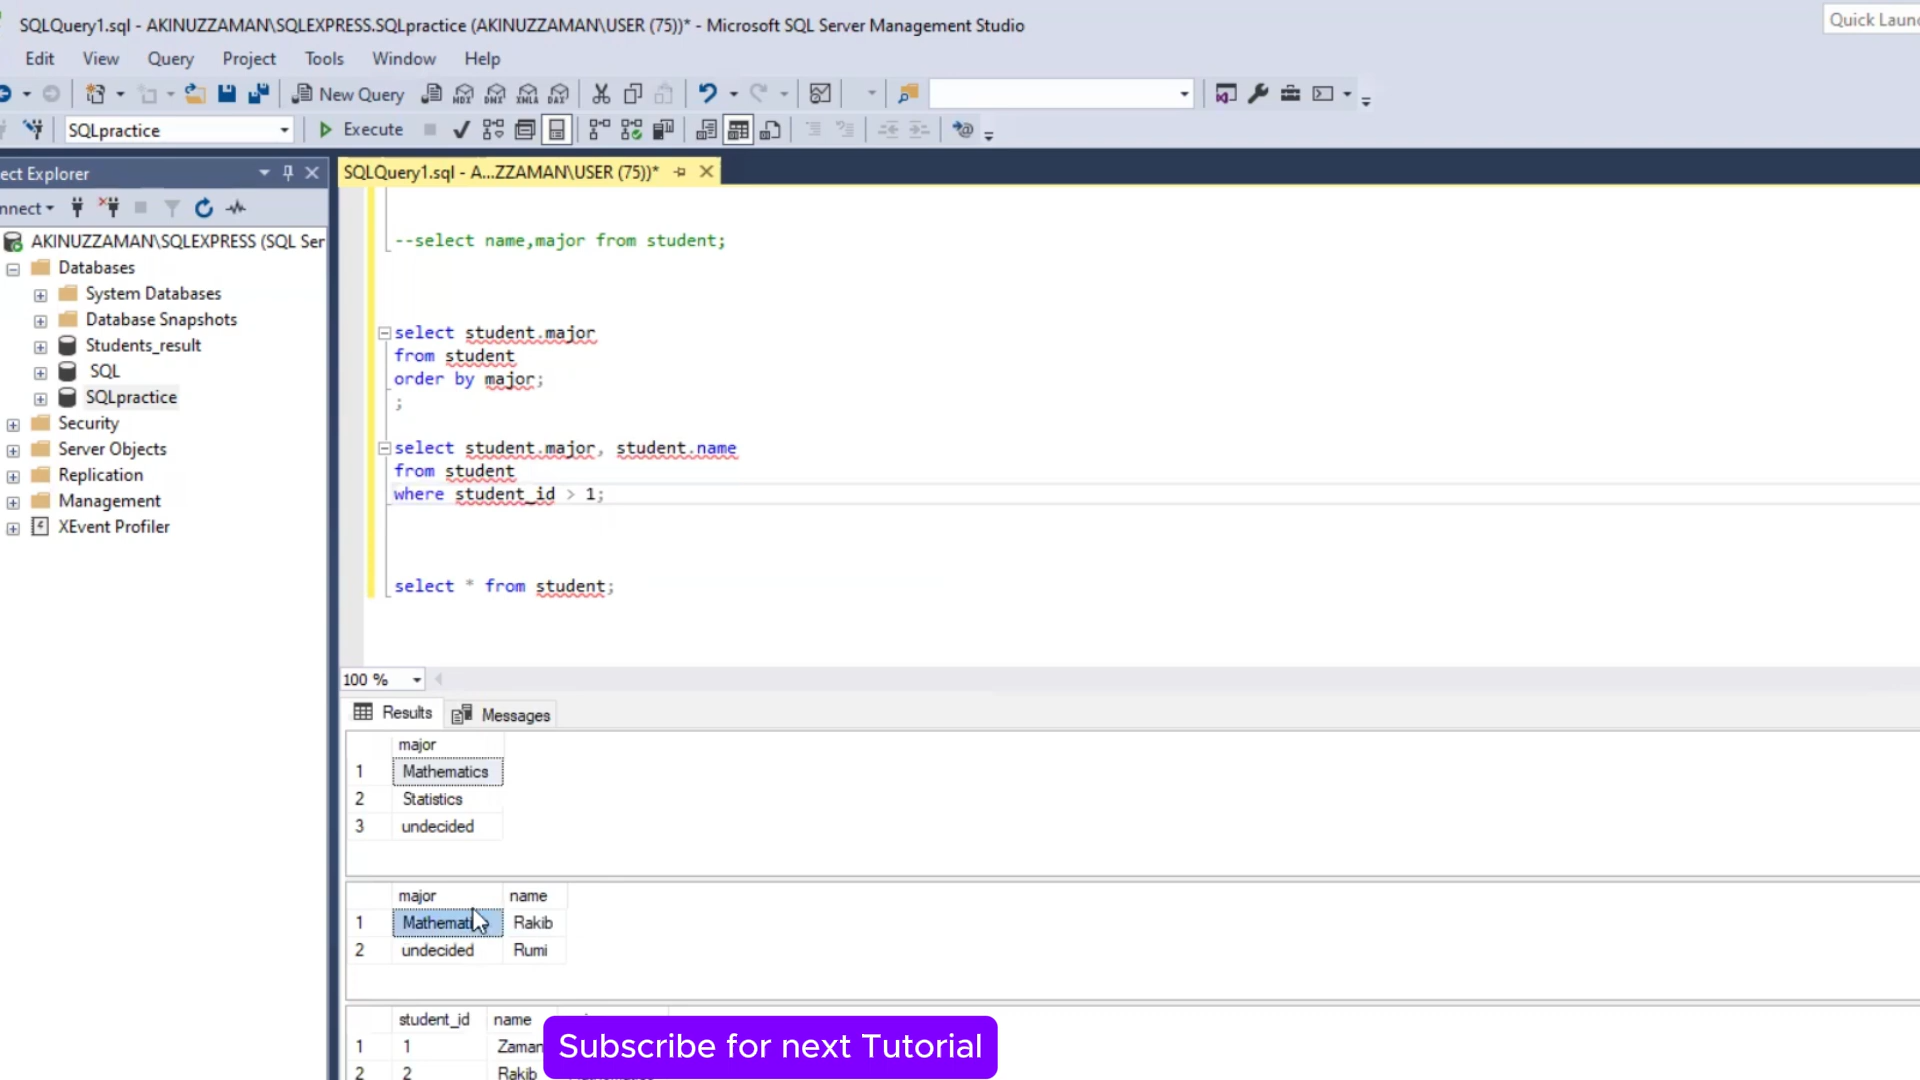 SQLQuery1.sql - AKINUZZAMAN\SQLEXPRESS.SQLpractice (AKINUZZAMAN\USER (75))* - Microsoft SQL Server Management Studio
Quick Laun
Edit View Query Project Tools Window Help
New Query
MDX DMX XMLA DAX
SQLpractice
Execute
ect Explorer
nnect
AKINUZZAMAN\SQLEXPRESS (SQL Ser
Databases
System Databases
Database Snapshots
Students_result
SQL
SQLpractice
Security
Server Objects
Replication
Management
XEvent Profiler
SQLQuery1.sql - A...ZZAMAN\USER (75))*
--select name,major from student;
select student.major
from student
order by major;
;
select student.major, student.name
from student
where student_id > 1;
select * from student;
100 %
Results Messages
major
1 Mathematics
2 Statistics
3 undecided
major name
1 Mathemati Rakib
2 undecided Rumi
student_id name
1 1 Zaman
2 2 Rakib
Subscribe for next Tutorial